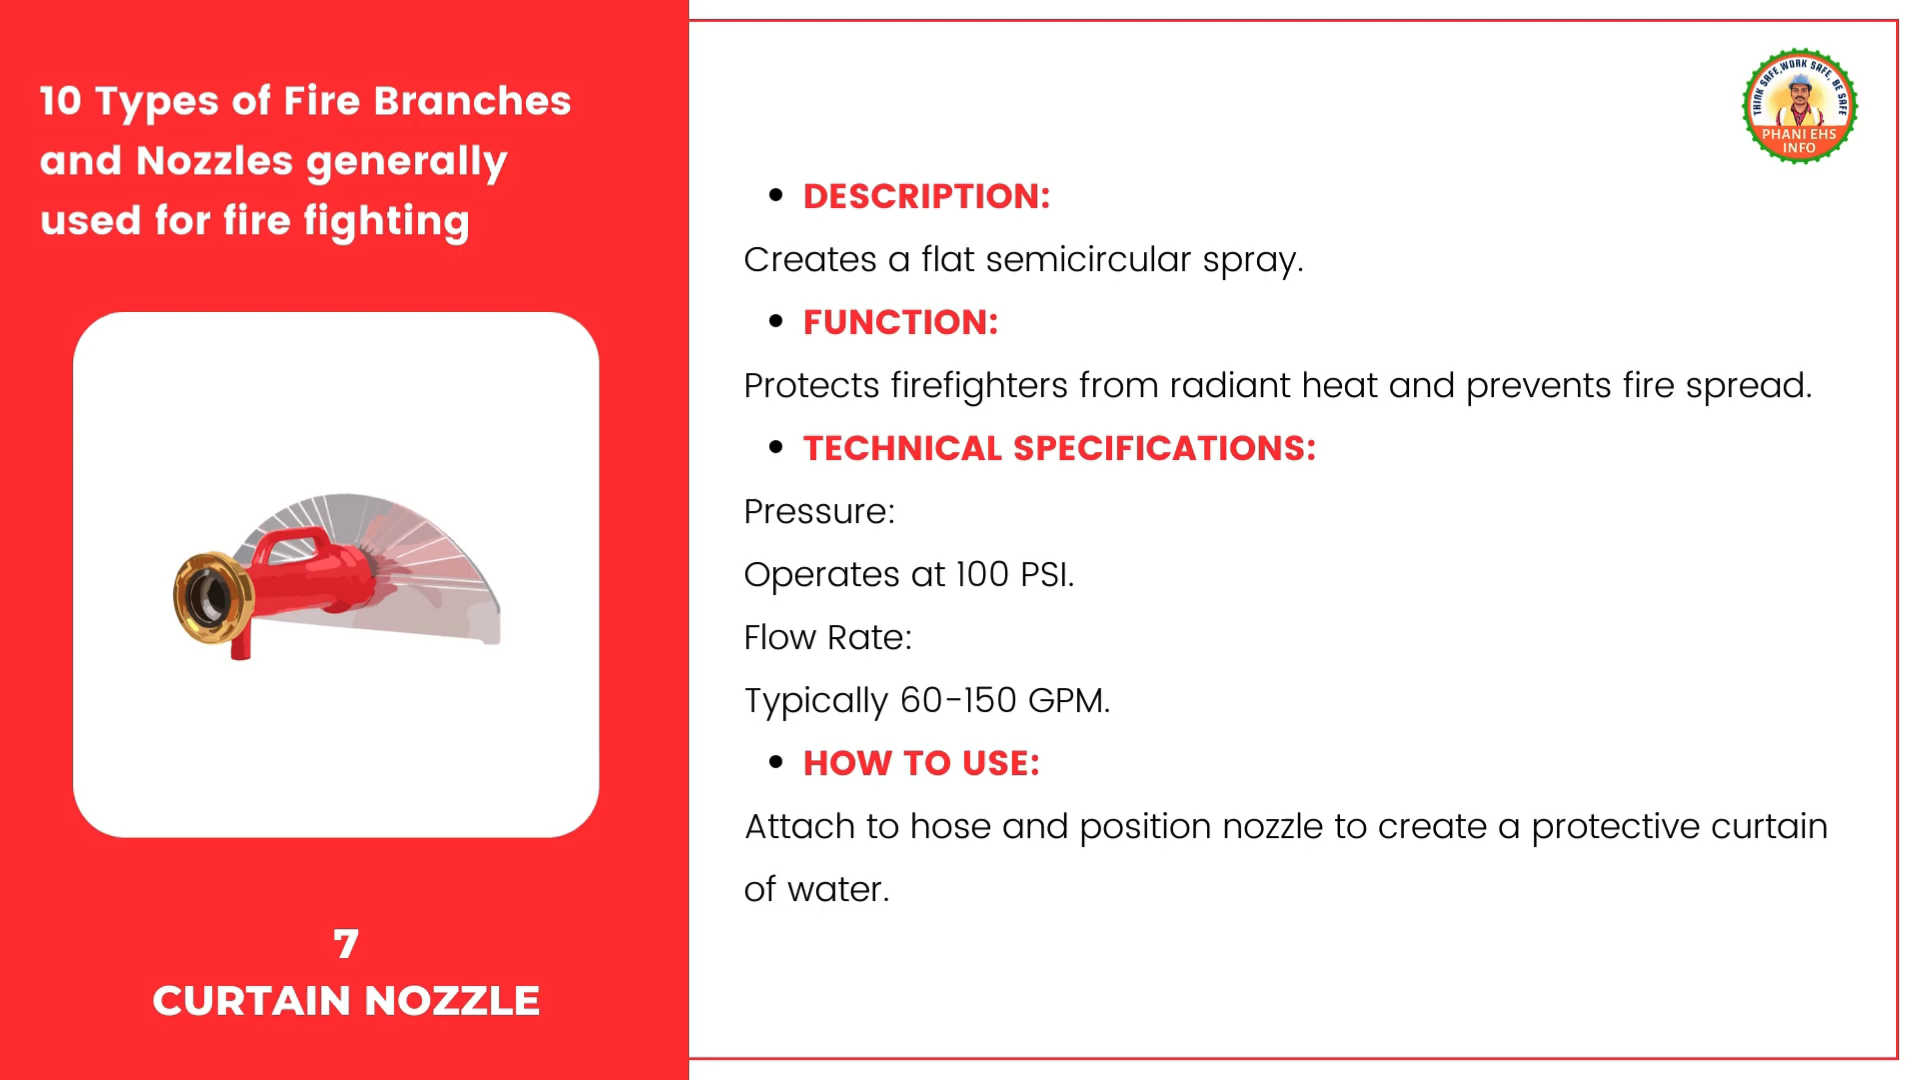 10 Types of Fire Branches
and Nozzles generally
used for fire fighting
7
CURTAIN NOZZLE
THINK SAFE, WORK SAFE, BE SAFE
PHANI EHS
INFO
• DESCRIPTION:
Creates a flat semicircular spray.
• FUNCTION:
Protects firefighters from radiant heat and prevents fire spread.
• TECHNICAL SPECIFICATIONS:
Pressure:
Operates at 100 PSI.
Flow Rate:
Typically 60-150 GPM.
• HOW TO USE:
Attach to hose and position nozzle to create a protective curtain
of water.